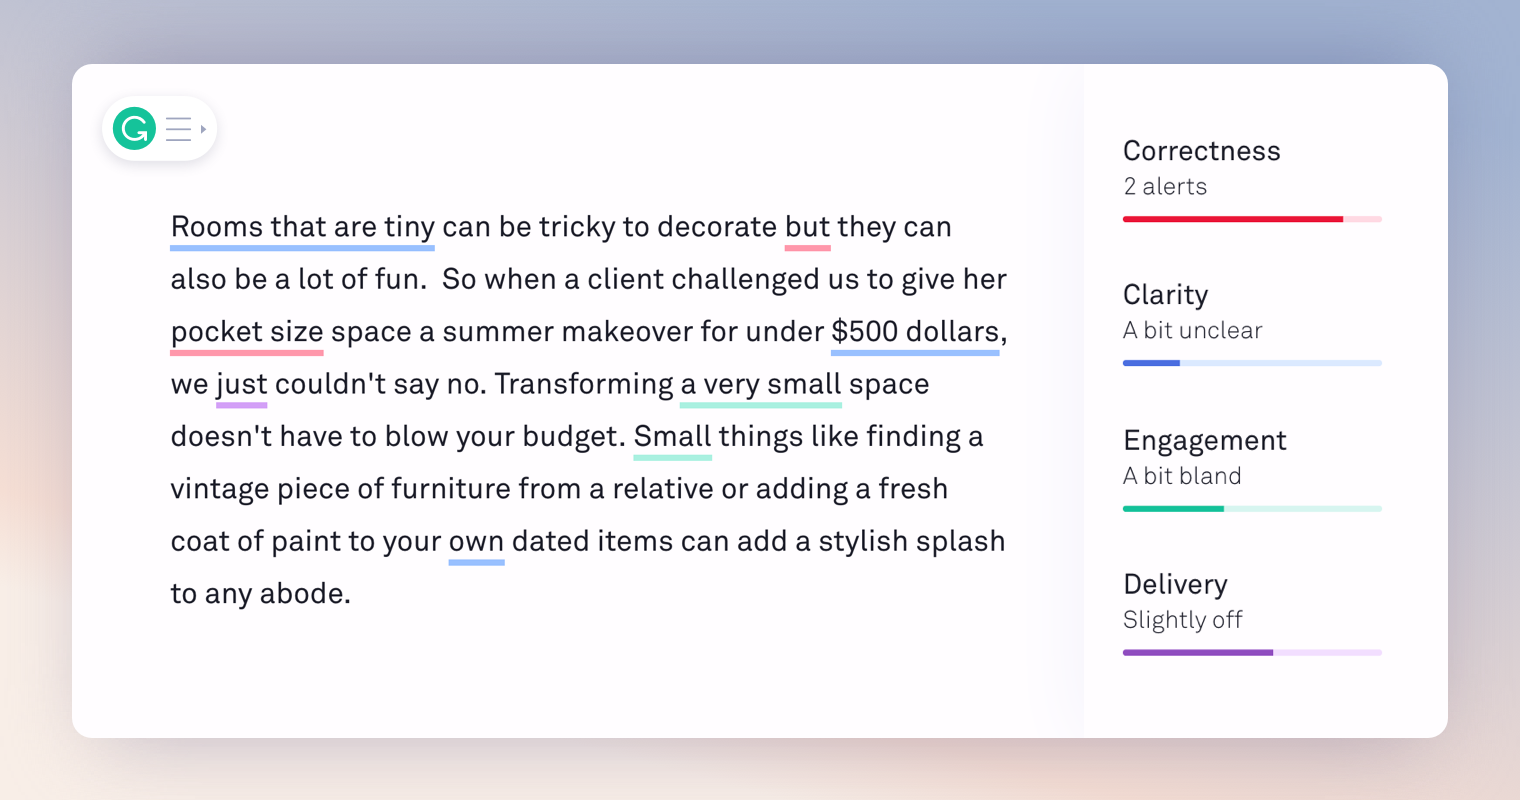 Rooms that are tiny can be tricky to decorate but they can
also be a lot of fun.  So when a client challenged us to give her
pocket size space a summer makeover for under $500 dollars,
we just couldn't say no. Transforming a very small space
doesn't have to blow your budget. Small things like finding a
vintage piece of furniture from a relative or adding a fresh
coat of paint to your own dated items can add a stylish splash
to any abode.
Correctness
2 alerts
Clarity
A bit unclear
Engagement
A bit bland
Delivery
Slightly off